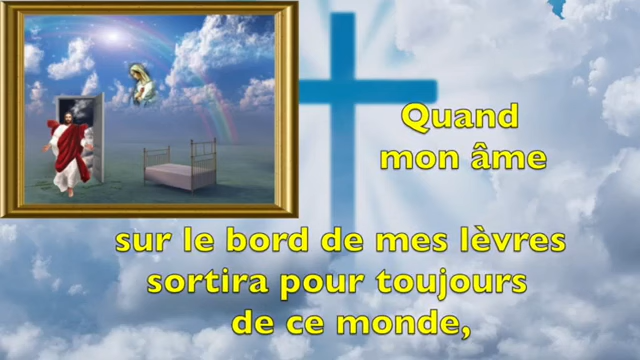 Quand
mon âme
sur le bord de mes lèvres
sortira pour toujours
de ce monde,